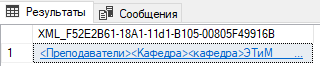 Результаты Сообщения
XML_F52E2B61-18A1-11d1-B105-00805F49916B
1 <Преподаватели><Кафедра><кафедра>ЭТиМ ...